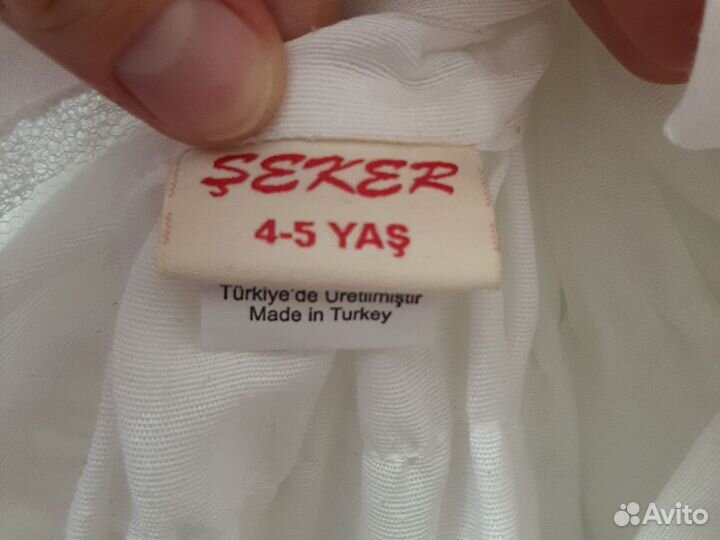 ŞEKER
4-5 YAŞ
Türkiye'de Üretilmiştir
Made in Turkey
Avito